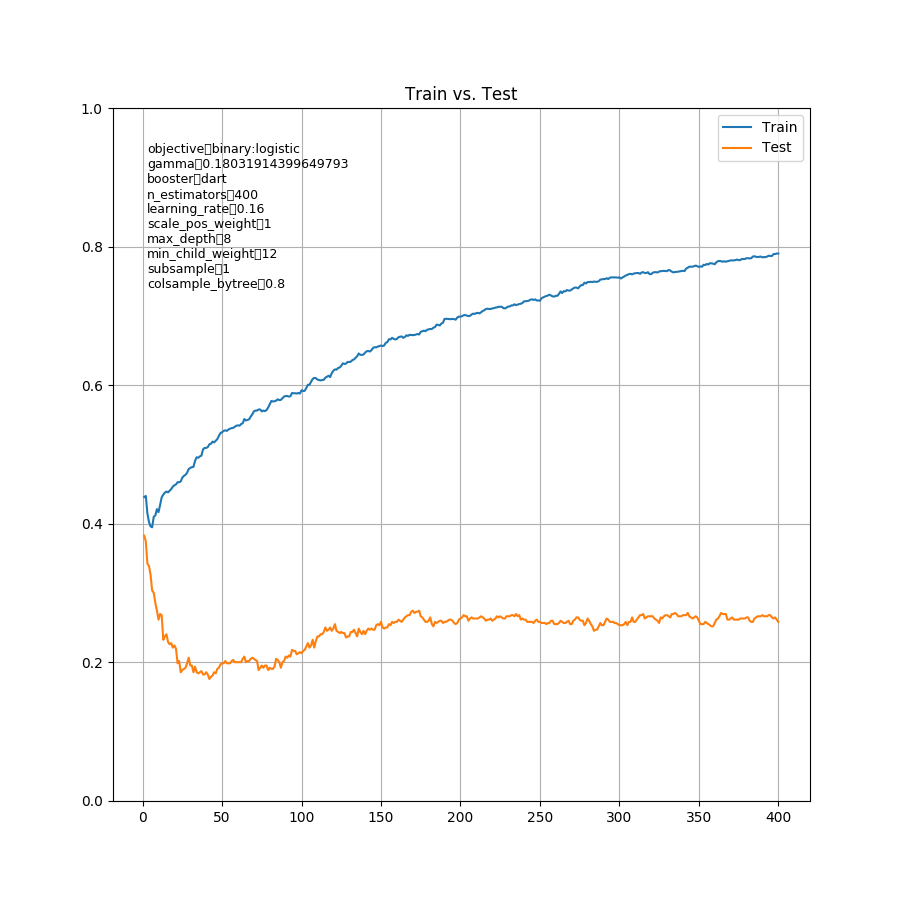 Train vs. Test
1.0
0.8
0.6
0.4
0.2
0.0
objective▯binary:logistic
gamma▯0.18031914399649793
booster▯dart
n_estimators▯400
learning_rate▯0.16
scale_pos_weight▯1
max_depth▯8
min_child_weight▯12
subsample▯1
colsample_bytree▯0.8
Train
Test
0 50 100 150 200 250 300 350 400